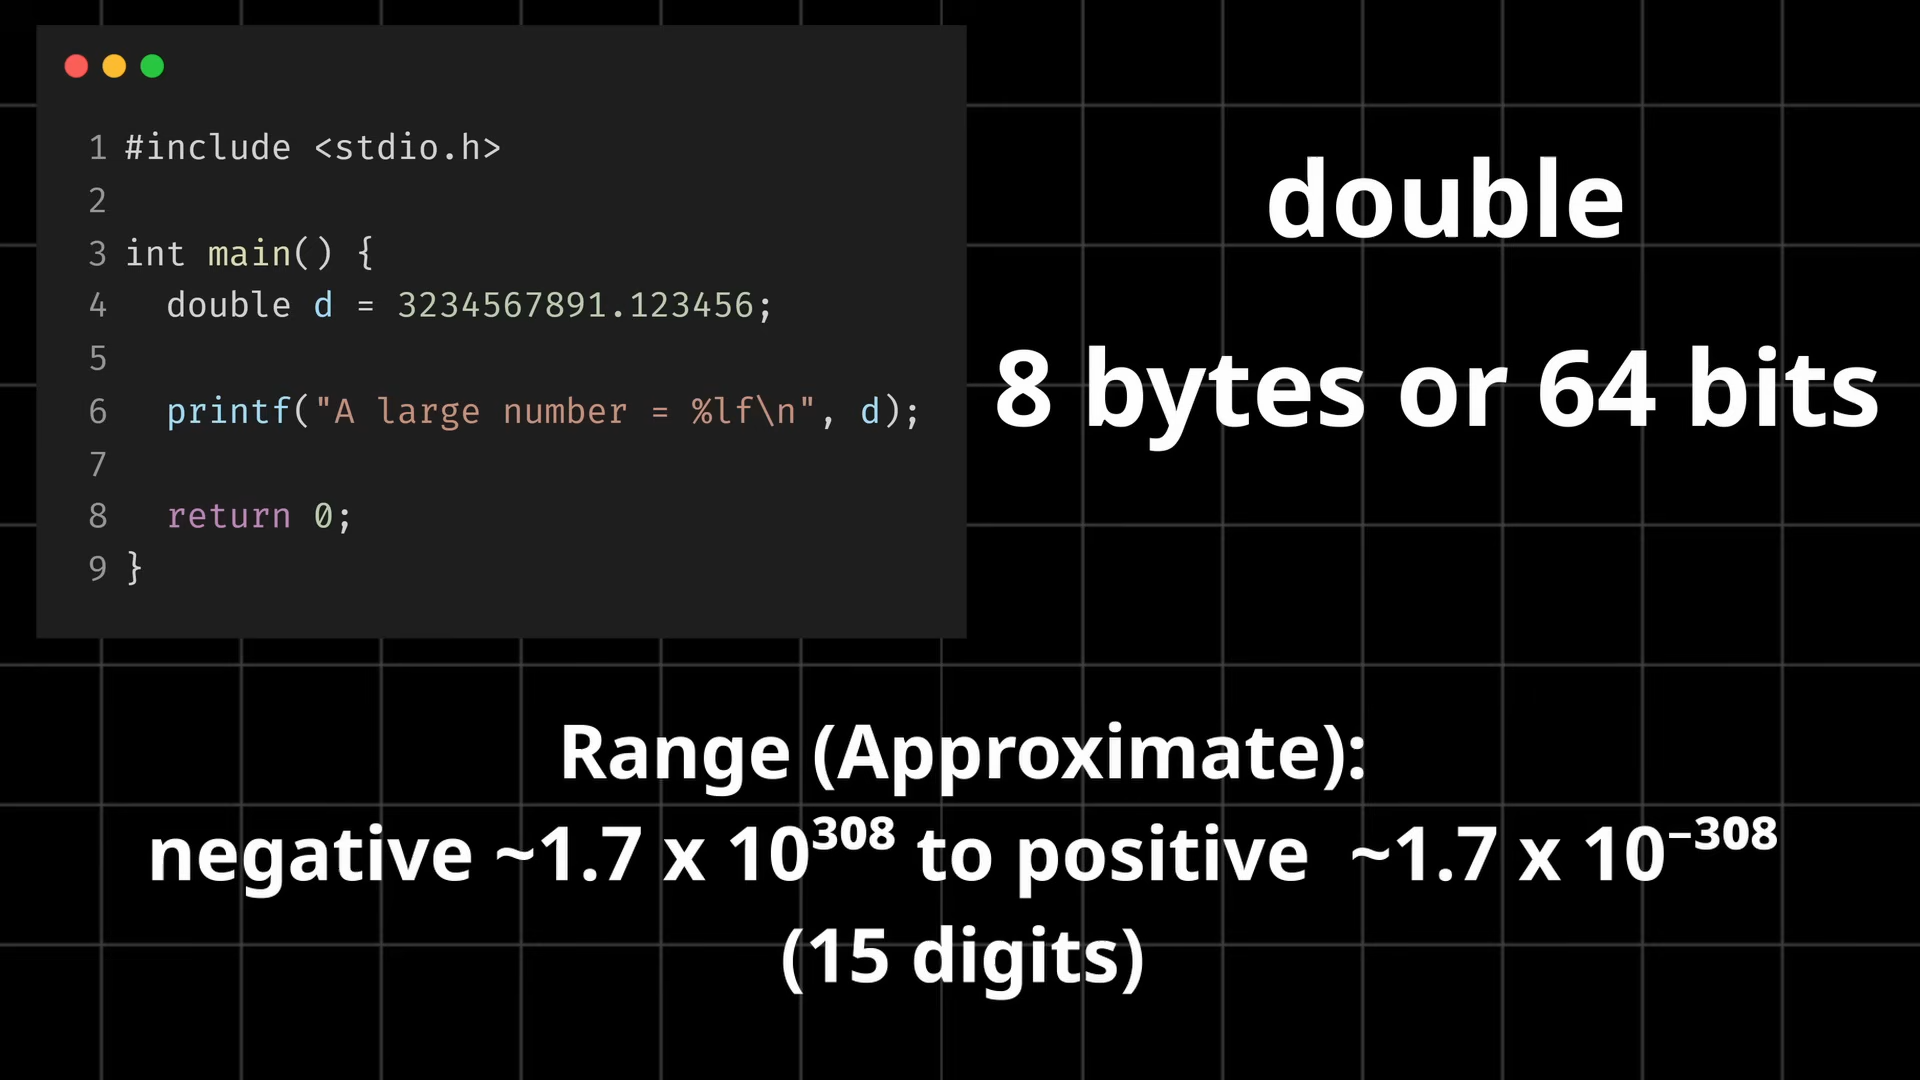 1 #include <stdio.h>
2
3 int main() {
4   double d = 3234567891.123456;
5
6   printf("A large number = %lf\n", d);
7
8   return 0;
9 }
double
8 bytes or 64 bits
Range (Approximate):
negative ~1.7 x 10³⁰⁸ to positive  ~1.7 x 10⁻³⁰⁸
(15 digits)